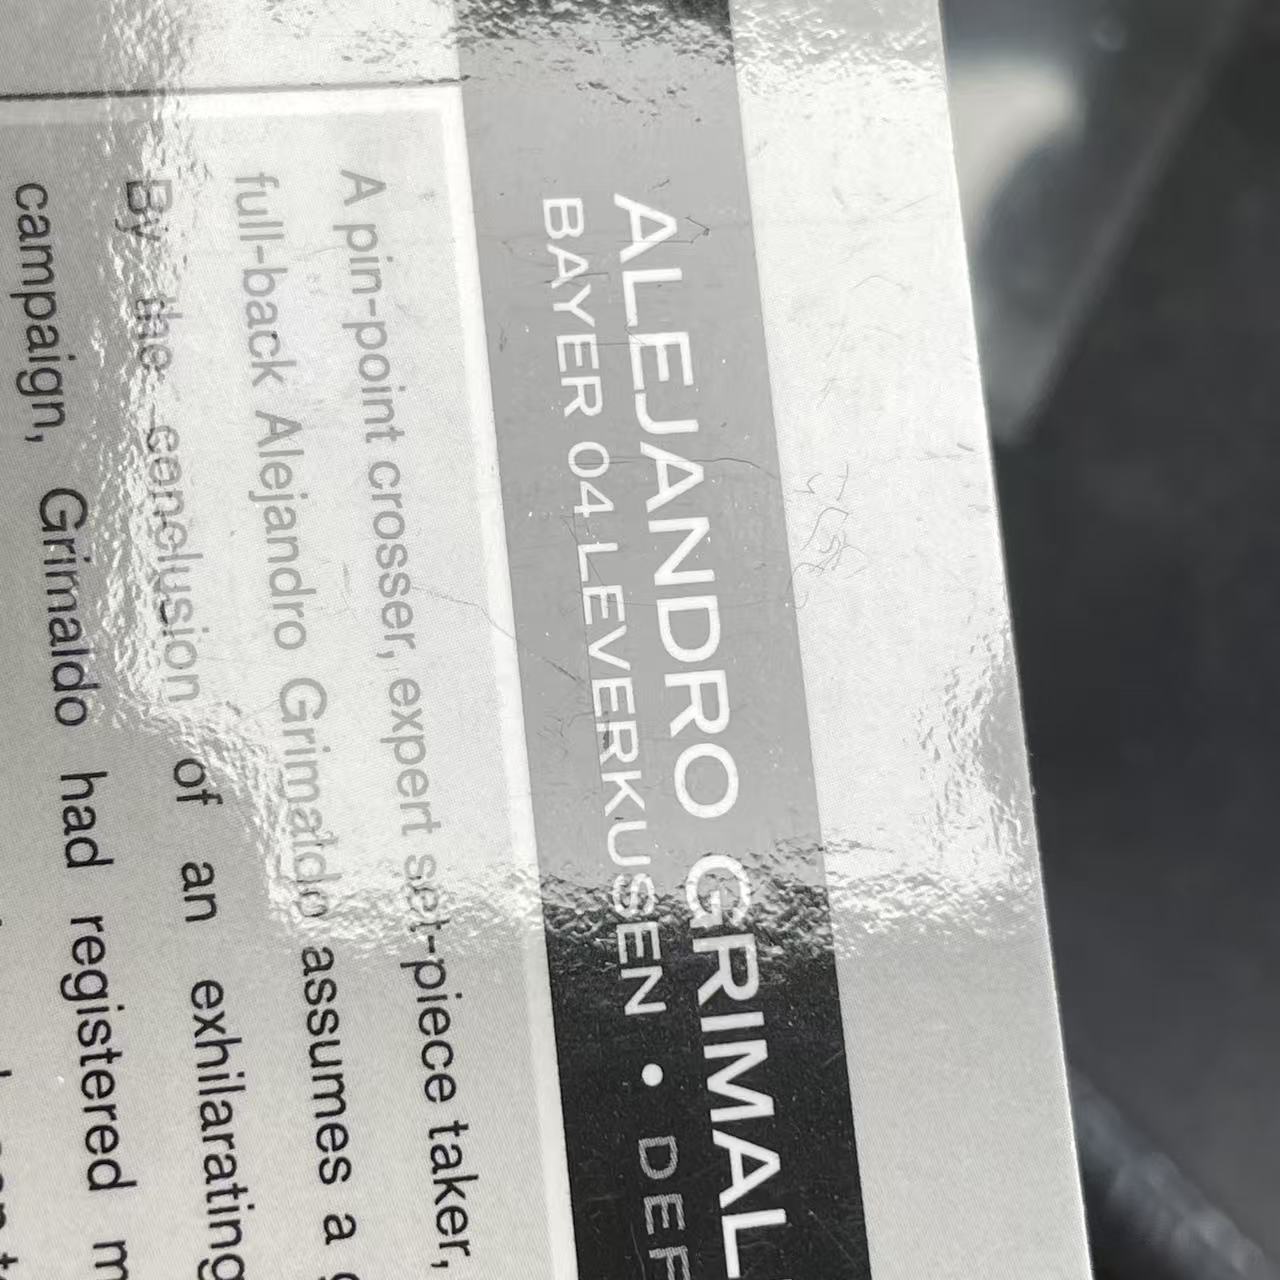 ALEJANDRO GRIMAL
BAYER 04 LEVERKUSEN • DEF
A pin-point crosser, expert set-piece taker,
full-back Alejandro Grimaldo assumes a
By the conclusion of an exhilarating
campaign, Grimaldo had registered m